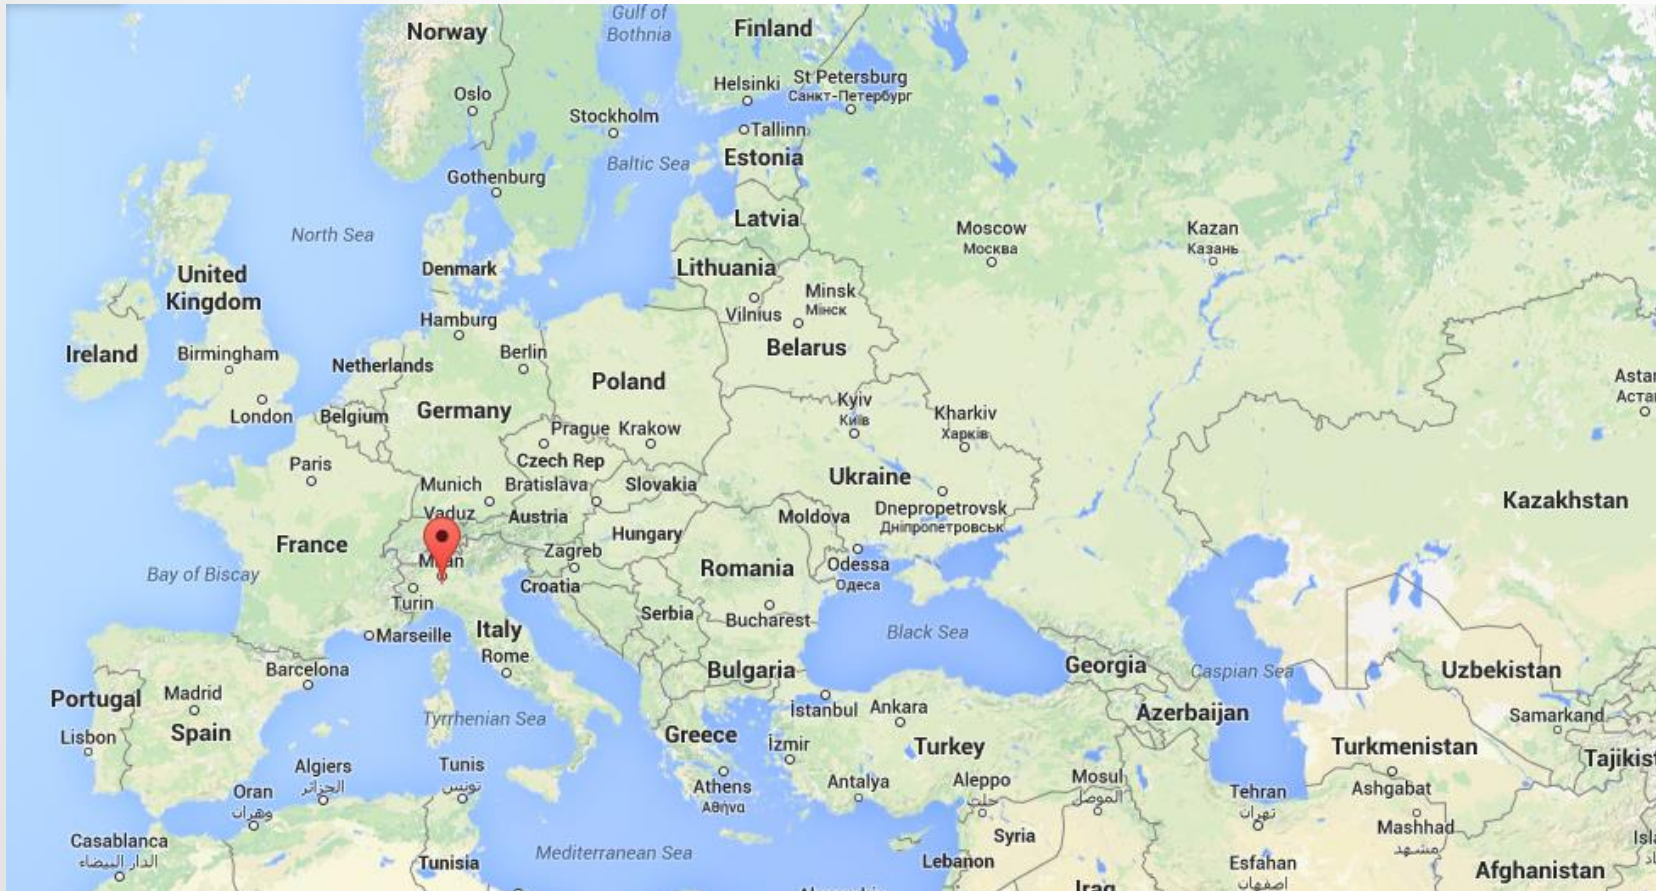 Norway
Gulf of
Bothnia
Finland
Oslo
Helsinki
St Petersburg
Санкт-Петербург
Stockholm
Tallinn
Baltic Sea
Estonia
Gothenburg
Latvia
North Sea
Moscow
Москва
Kazan
Казань
Denmark
Lithuania
United
Kingdom
Minsk
Мінск
Vilnius
Hamburg
Ireland
Birmingham
Netherlands
Berlin
Belarus
Poland
London
Belgium
Germany
Kyiv
Київ
Kharkiv
Харків
Prague
Krakow
Czech Rep
Paris
Munich
Bratislava
Slovakia
Ukraine
Vaduz
Austria
Moldova
Dnepropetrovsk
Дніпропетровськ
Kazakhstan
France
Hungary
Zagreb
Milan
Bay of Biscay
Croatia
Romania
Odessa
Одеса
Turin
Serbia
Bucharest
Marseille
Italy
Black Sea
Rome
Barcelona
Bulgaria
Georgia
Caspian Sea
Uzbekistan
Portugal
Madrid
Spain
Lisbon
Tyrrhenian Sea
Greece
İstanbul
Ankara
Azerbaijan
Samarkand
İzmir
Turkey
Turkmenistan
Algiers
الجزائر
Tunis
تونس
Oran
وهران
Athens
Αθήνα
Antalya
Aleppo
حلب
Mosul
الموصل
Tehran
تهران
Ashgabat
Casablanca
الدار البيضاء
Mashhad
مشهد
Tunisia
Mediterranean Sea
Lebanon
Syria
Esfahan
اصفهان
Afghanistan
Iraq